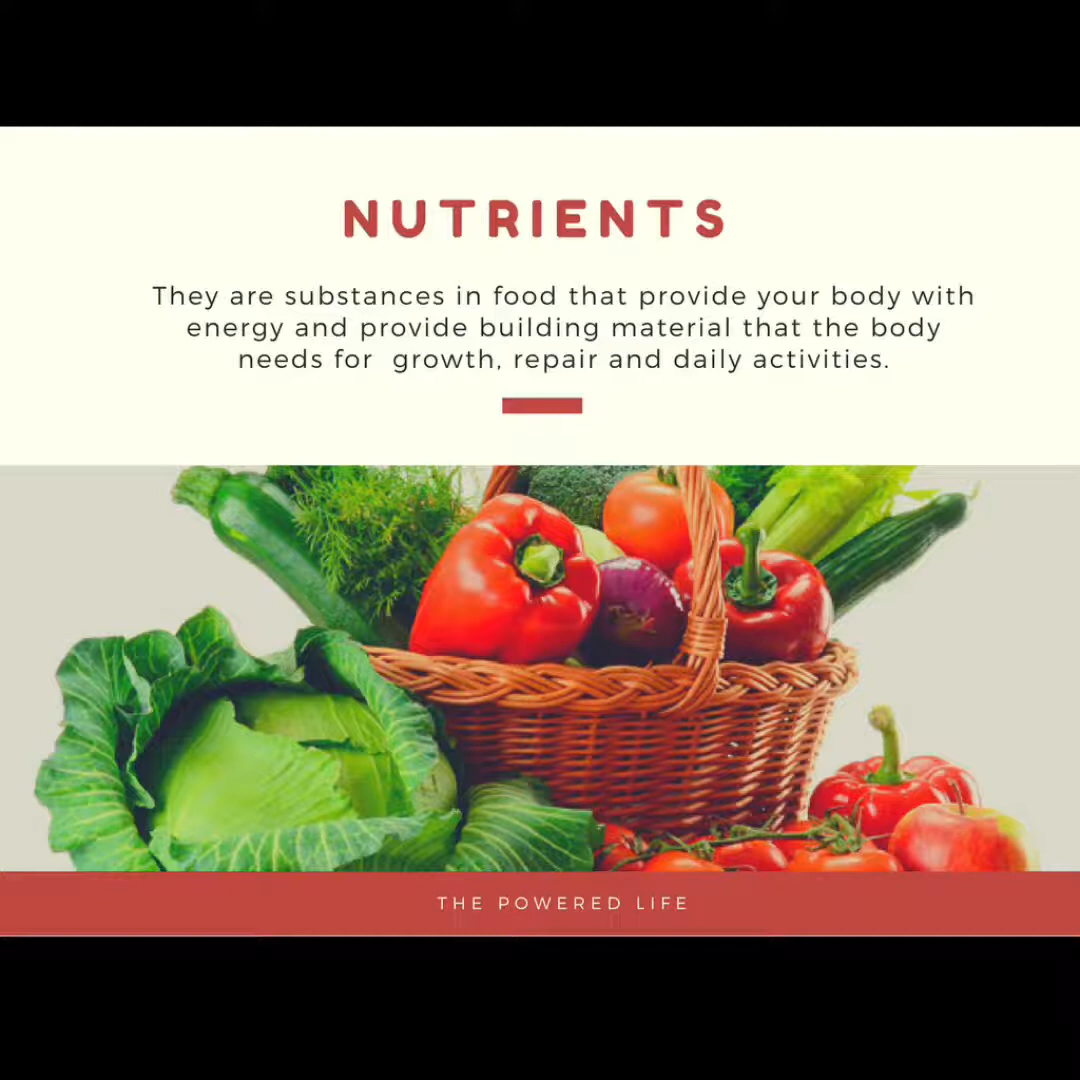 NUTRIENTS
They are substances in food that provide your body with
energy and provide building material that the body
needs for  growth, repair and daily activities.
THE POWERED LIFE